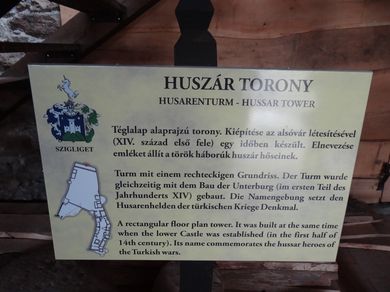 HUSZÁR TORONY
HUSARENTURM - HUSSAR TOWER
SZIGLIGET
Téglalap alaprajzú torony. Kiépítése az alsóvár létesítésével
(XIV. század első fele) egy időben készült. Elnevezése
emléket állít a török háborúk huszár hőseinek.
Turm mit einem rechteckigen Grundriss. Der Turm wurde
gleichzeitig mit dem Bau der Unterburg (im ersten Teil des
Jahrhunderts XIV) gebaut. Die Namengebung setzt den
Husarenhelden der türkischen Kriege Denkmal.
A rectangular floor plan tower. It was built at the same time
when the lower Castle was established (in the first half of
14th century). Its name commemorates the hussar heroes of
the Turkish wars.